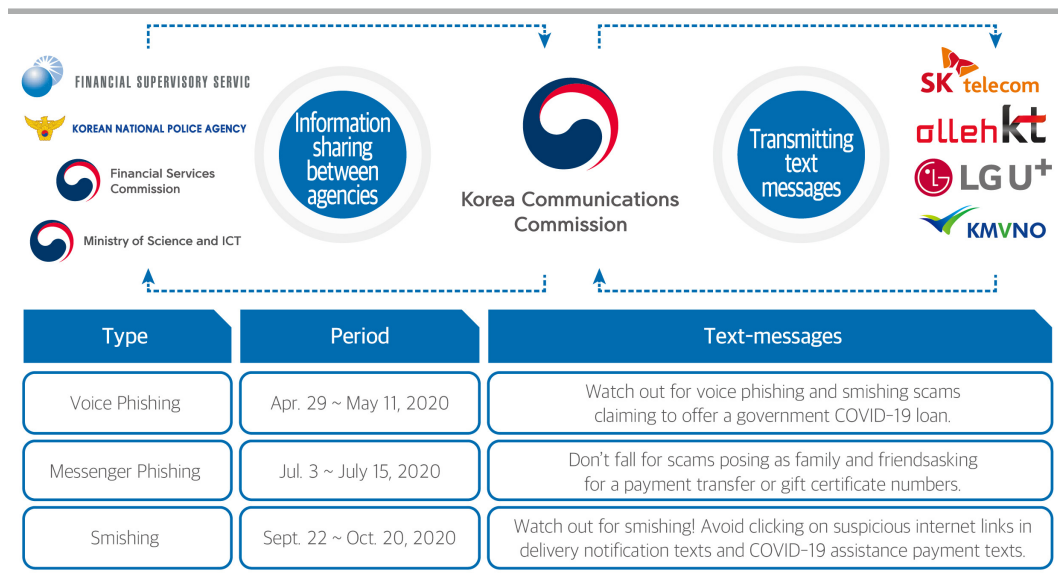 FINANCIAL SUPERVISORY SERVIC
KOREAN NATIONAL POLICE AGENCY
Financial Services
Commission
Ministry of Science and ICT
Information
sharing
between
agencies
Korea Communications
Commission
Transmitting
text
messages
SK telecom
olleh kt
LG U+
KMVNO
Type
Period
Text-messages
Voice Phishing
Apr. 29 ~ May 11, 2020
Watch out for voice phishing and smishing scams
claiming to offer a government COVID-19 loan.
Messenger Phishing
Jul. 3 ~ July 15, 2020
Don't fall for scams posing as family and friendsasking
for a payment transfer or gift certificate numbers.
Smishing
Sept. 22 ~ Oct. 20, 2020
Watch out for smishing! Avoid clicking on suspicious internet links in
delivery notification texts and COVID-19 assistance payment texts.